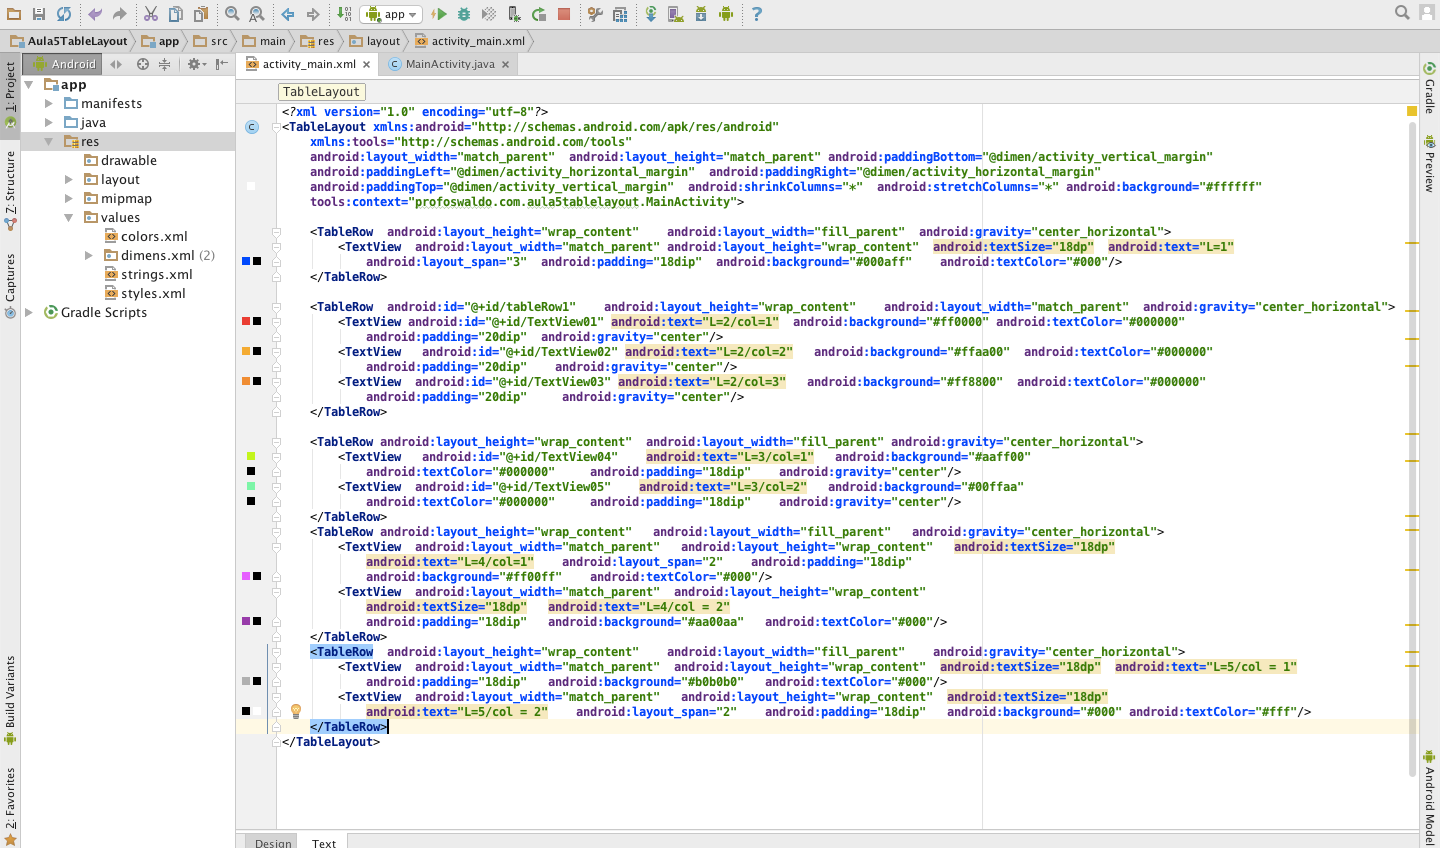 app
Aula5TableLayout app src main res layout activity_main.xml
1: Project
Z: Structure
Captures
Build Variants
2: Favorites
Android
app
manifests
java
res
drawable
layout
mipmap
values
colors.xml
dimens.xml (2)
strings.xml
styles.xml
Gradle Scripts
activity_main.xml MainActivity.java
TableLayout
<?xml version="1.0" encoding="utf-8"?>
<TableLayout xmlns:android="http://schemas.android.com/apk/res/android"
xmlns:tools="http://schemas.android.com/tools"
android:layout_width="match_parent" android:layout_height="match_parent" android:paddingBottom="@dimen/activity_vertical_margin"
android:paddingLeft="@dimen/activity_horizontal_margin" android:paddingRight="@dimen/activity_horizontal_margin"
android:paddingTop="@dimen/activity_vertical_margin" android:shrinkColumns="*" android:stretchColumns="*" android:background="#ffffff"
tools:context="profoswaldo.com.aula5tablelayout.MainActivity">
<TableRow android:layout_height="wrap_content" android:layout_width="fill_parent" android:gravity="center_horizontal">
<TextView android:layout_width="match_parent" android:layout_height="wrap_content" android:textSize="18dp" android:text="L=1"
android:layout_span="3" android:padding="18dip" android:background="#000aff" android:textColor="#000"/>
</TableRow>
<TableRow android:id="@+id/tableRow1" android:layout_height="wrap_content" android:layout_width="match_parent" android:gravity="center_horizontal">
<TextView android:id="@+id/TextView01" android:text="L=2/col=1" android:background="#ff0000" android:textColor="#000000"
android:padding="20dip" android:gravity="center"/>
<TextView android:id="@+id/TextView02" android:text="L=2/col=2" android:background="#ffaa00" android:textColor="#000000"
android:padding="20dip" android:gravity="center"/>
<TextView android:id="@+id/TextView03" android:text="L=2/col=3" android:background="#ff8800" android:textColor="#000000"
android:padding="20dip" android:gravity="center"/>
</TableRow>
<TableRow android:layout_height="wrap_content" android:layout_width="fill_parent" android:gravity="center_horizontal">
<TextView android:id="@+id/TextView04" android:text="L=3/col=1" android:background="#aaff00"
android:textColor="#000000" android:padding="18dip" android:gravity="center"/>
<TextView android:id="@+id/TextView05" android:text="L=3/col=2" android:background="#00ffaa"
android:textColor="#000000" android:padding="18dip" android:gravity="center"/>
</TableRow>
<TableRow android:layout_height="wrap_content" android:layout_width="fill_parent" android:gravity="center_horizontal">
<TextView android:layout_width="match_parent" android:layout_height="wrap_content" android:textSize="18dp"
android:text="L=4/col=1" android:layout_span="2" android:padding="18dip"
android:background="#ff00ff" android:textColor="#000"/>
<TextView android:layout_width="match_parent" android:layout_height="wrap_content"
android:textSize="18dp" android:text="L=4/col = 2"
android:padding="18dip" android:background="#aa00aa" android:textColor="#000"/>
</TableRow>
<TableRow android:layout_height="wrap_content" android:layout_width="fill_parent" android:gravity="center_horizontal">
<TextView android:layout_width="match_parent" android:layout_height="wrap_content" android:textSize="18dp" android:text="L=5/col = 1"
android:padding="18dip" android:background="#b0b0b0" android:textColor="#000"/>
<TextView android:layout_width="match_parent" android:layout_height="wrap_content" android:textSize="18dp"
android:text="L=5/col = 2" android:layout_span="2" android:padding="18dip" android:background="#000" android:textColor="#fff"/>
</TableRow>
</TableLayout>
Design Text
Gradle
Preview
Android Model